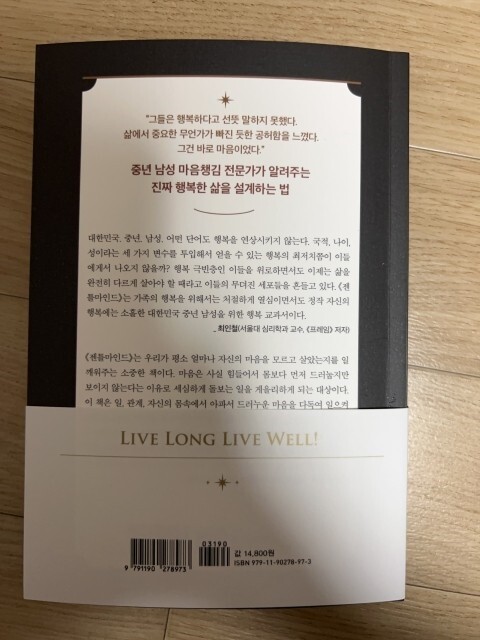 “그들은 행복하다고 선뜻 말하지 못했다.
삶에서 중요한 무언가가 빠진 듯한 공허함을 느꼈다.
그건 바로 마음이었다.”
중년 남성 마음챙김 전문가가 알려주는
진짜 행복한 삶을 설계하는 법
대한민국. 중년. 남성. 어떤 단어도 행복을 연상시키지 않는다. 국적, 나이,
성이라는 세 가지 변수를 투입해서 얻을 수 있는 행복의 최저치쯤이 이들
에게서 나오지 않을까? 행복 극빈층인 이들을 위로하면서도 이제는 삶을
완전히 다르게 살아야 할 때라고 이들의 무뎌진 세포들을 흔들고 있다. 《젠
틀마인드》는 가족의 행복을 위해서는 처절하게 열심이면서도 정작 자신의
행복에는 소홀한 대한민국 중년 남성을 위한 행복 교과서이다.
_ 최인철(서울대 심리학과 교수, 《프레임》 저자)
《젠틀마인드》는 우리가 평소 얼마나 자신의 마음을 모르고 살았는지를 일
깨워주는 소중한 책이다. 마음은 사실 힘들어서 몸보다 먼저 드러눕지만
보이지 않는다는 이유로 세심하게 돌보는 일을 게을리하게 되는 대상이다.
이 책은 일, 관계, 자신의 몸속에서 아파서 드러누운 마음을 다독여 일으켜
LIVE LONG LIVE WELL!
03190
9 791190 278973
값 14,800원
ISBN 979-11-90278-97-3